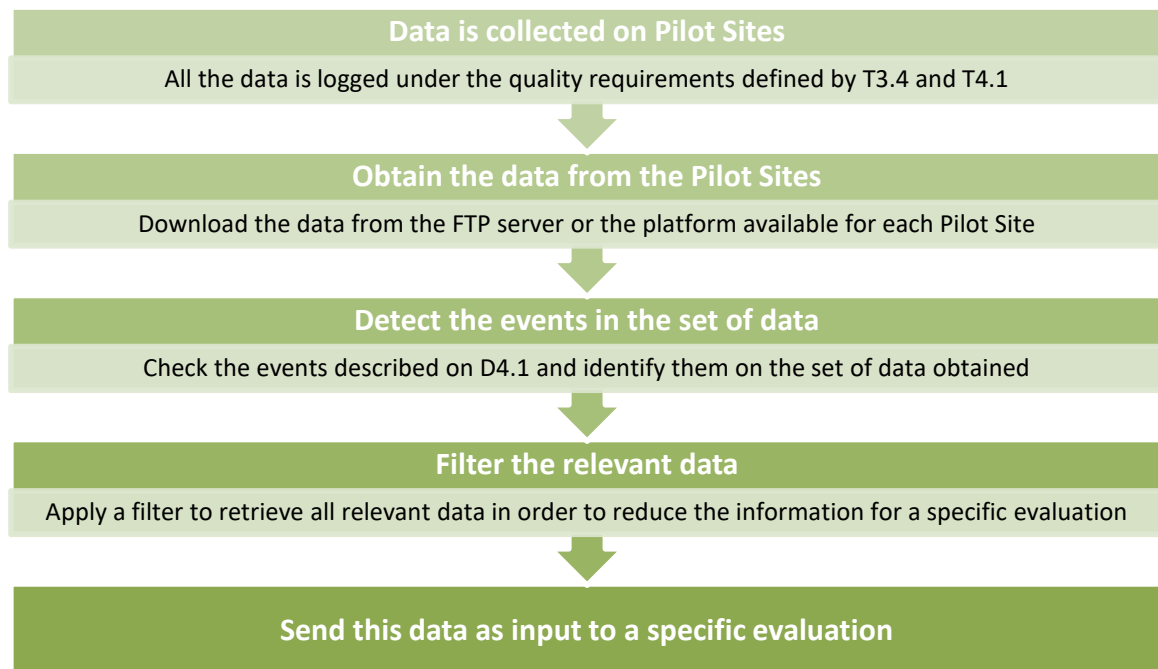 Data is collected on Pilot Sites
All the data is logged under the quality requirements defined by T3.4 and T4.1
Obtain the data from the Pilot Sites
Download the data from the FTP server or the platform available for each Pilot Site
Detect the events in the set of data
Check the events described on D4.1 and identify them on the set of data obtained
Filter the relevant data
Apply a filter to retrieve all relevant data in order to reduce the information for a specific evaluation
Send this data as input to a specific evaluation